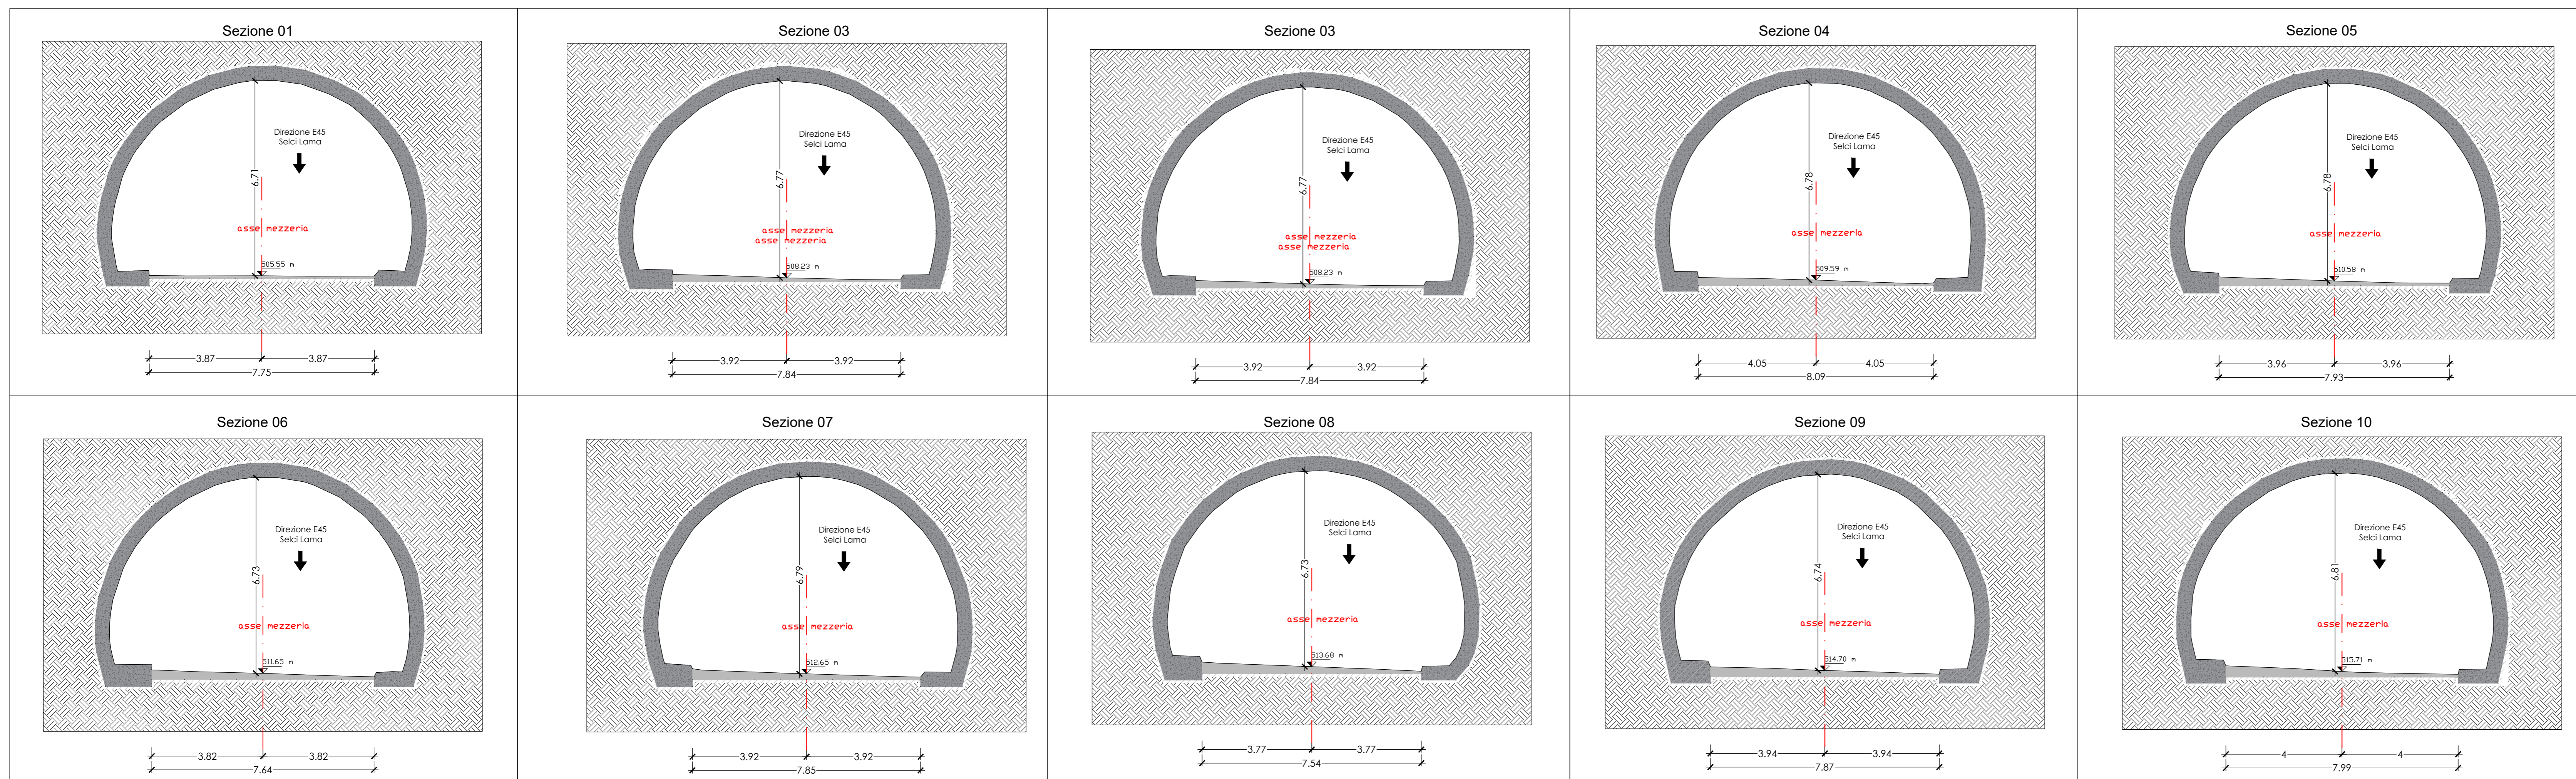 Sezione 01
Direzione E45
Selci Lama
6.71
asse mezzeria
505.55 m
3.87
3.87
7.75
Sezione 03
Direzione E45
Selci Lama
6.77
asse mezzeria
asse mezzeria
508.23 m
3.92
3.92
7.84
Sezione 03
Direzione E45
Selci Lama
6.77
asse mezzeria
asse mezzeria
508.23 m
3.92
3.92
7.84
Sezione 04
Direzione E45
Selci Lama
6.78
asse mezzeria
509.59 m
4.05
4.05
8.09
Sezione 05
Direzione E45
Selci Lama
6.78
asse mezzeria
510.58 m
3.96
3.96
7.93
Sezione 06
Direzione E45
Selci Lama
6.73
asse mezzeria
511.65 m
3.82
3.82
7.64
Sezione 07
Direzione E45
Selci Lama
6.79
asse mezzeria
512.65 m
3.92
3.92
7.85
Sezione 08
Direzione E45
Selci Lama
6.73
asse mezzeria
513.68 m
3.77
3.77
7.54
Sezione 09
Direzione E45
Selci Lama
6.74
asse mezzeria
514.70 m
3.94
3.94
7.87
Sezione 10
Direzione E45
Selci Lama
6.81
asse mezzeria
515.71 m
4
4
7.99